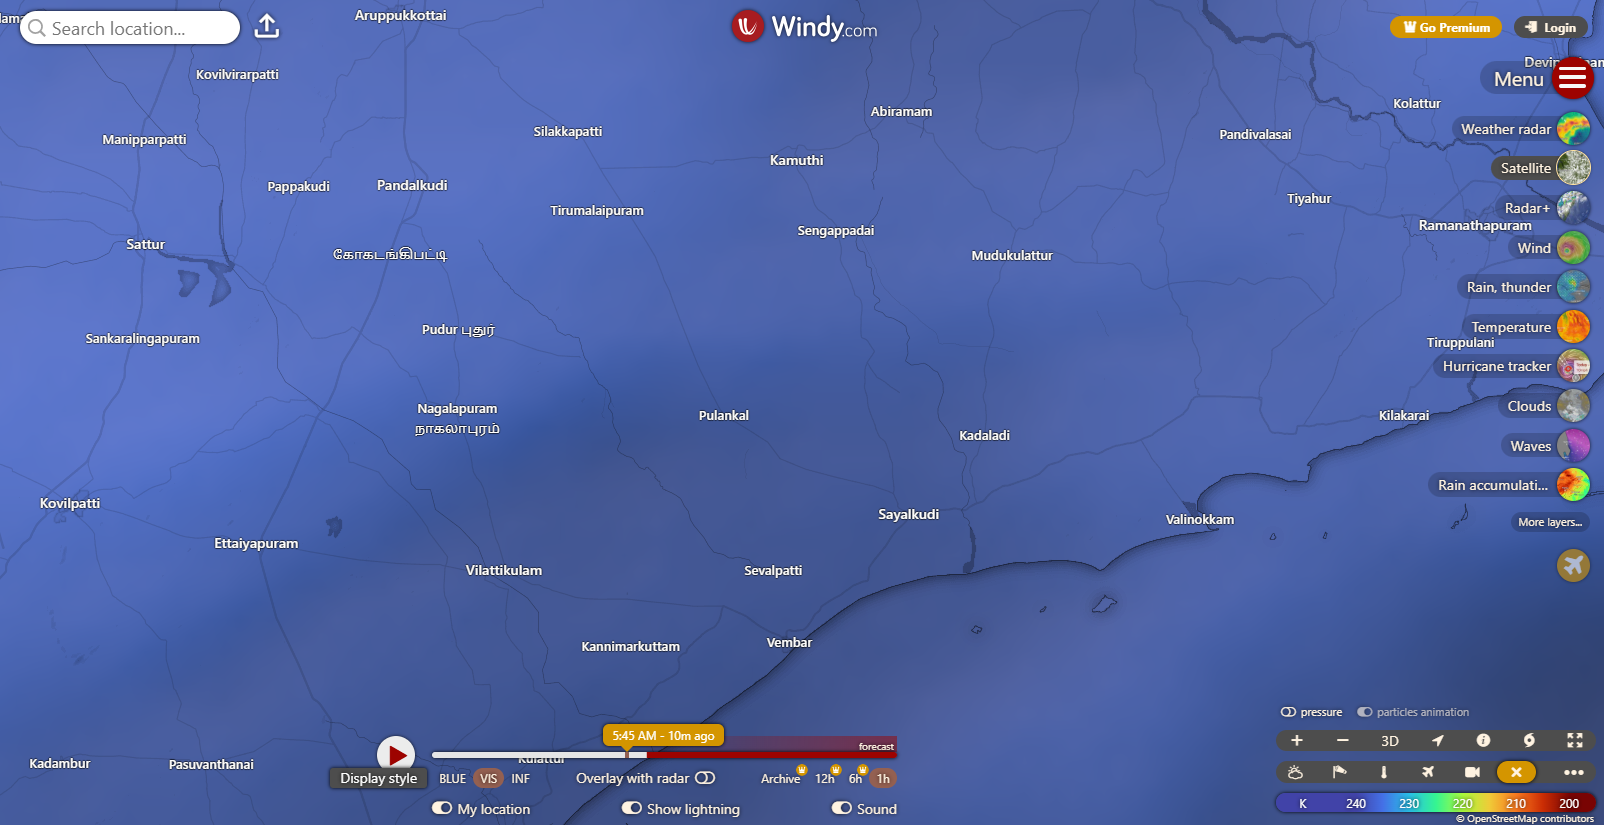 Search location...
Aruppukkottai
Windy.com
Go Premium
Login
Menu
Kovilvirarpatti
Abiramam
Kolattur
Manipparpatti
Silakkapatti
Pandivalasai
Weather radar
Kamuthi
Satellite
Pappakudi
Pandalkudi
Tirumalaipuram
Tiyahur
Radar+
Sengappadai
Ramanathapuram
Sattur
கோகடங்கிபட்டி
Mudukulattur
Wind
Rain, thunder
Pudur புதூர்
Temperature
Sankaralingapuram
Tiruppulani
Hurricane tracker
Nagalapuram
நாகலாபுரம்
Pulankal
Kilakarai
Clouds
Kadaladi
Waves
Rain accumulati...
Kovilpatti
Sayalkudi
Valinokkam
More layers...
Ettaiyapuram
Vilattikulam
Sevalpatti
Kannimarkuttam
Vembar
pressure
particles animation
5:45 AM - 10m ago
forecast
3D
Kadambur
Pasuvanthanai
Display style
BLUE VIS INF
Overlay with radar
Archive 12h 6h 1h
My location
Show lightning
Sound
K 240 230 220 210 200
© OpenStreetMap contributors